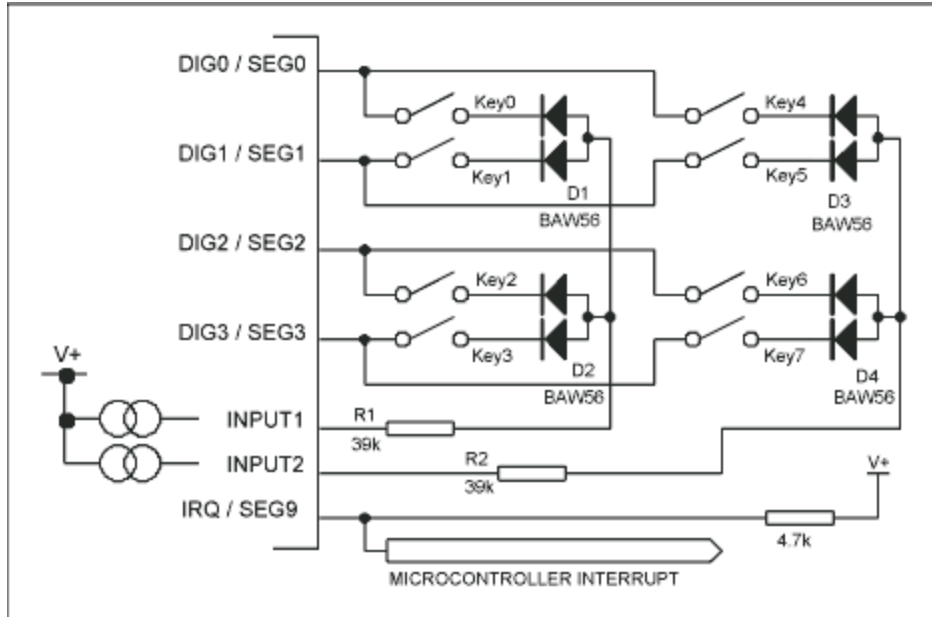 DIG0 / SEG0
Key0
Key4
DIG1 / SEG1
Key1
Key5
D1
BAW56
D3
BAW56
DIG2 / SEG2
Key2
Key6
DIG3 / SEG3
Key3
Key7
D2
BAW56
D4
BAW56
V+
INPUT1
R1
39k
INPUT2
R2
39k
V+
IRQ / SEG9
4.7k
MICROCONTROLLER INTERRUPT